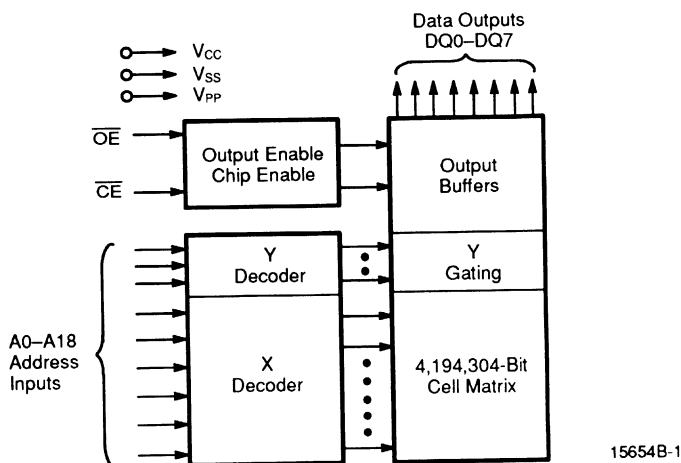 Data Outputs
DQ0–DQ7
VCC
VSS
VPP
OE
CE
Output Enable
Chip Enable
Output
Buffers
Y
Decoder
Y
Gating
A0–A18
Address
Inputs
X
Decoder
4,194,304-Bit
Cell Matrix
15654B-1